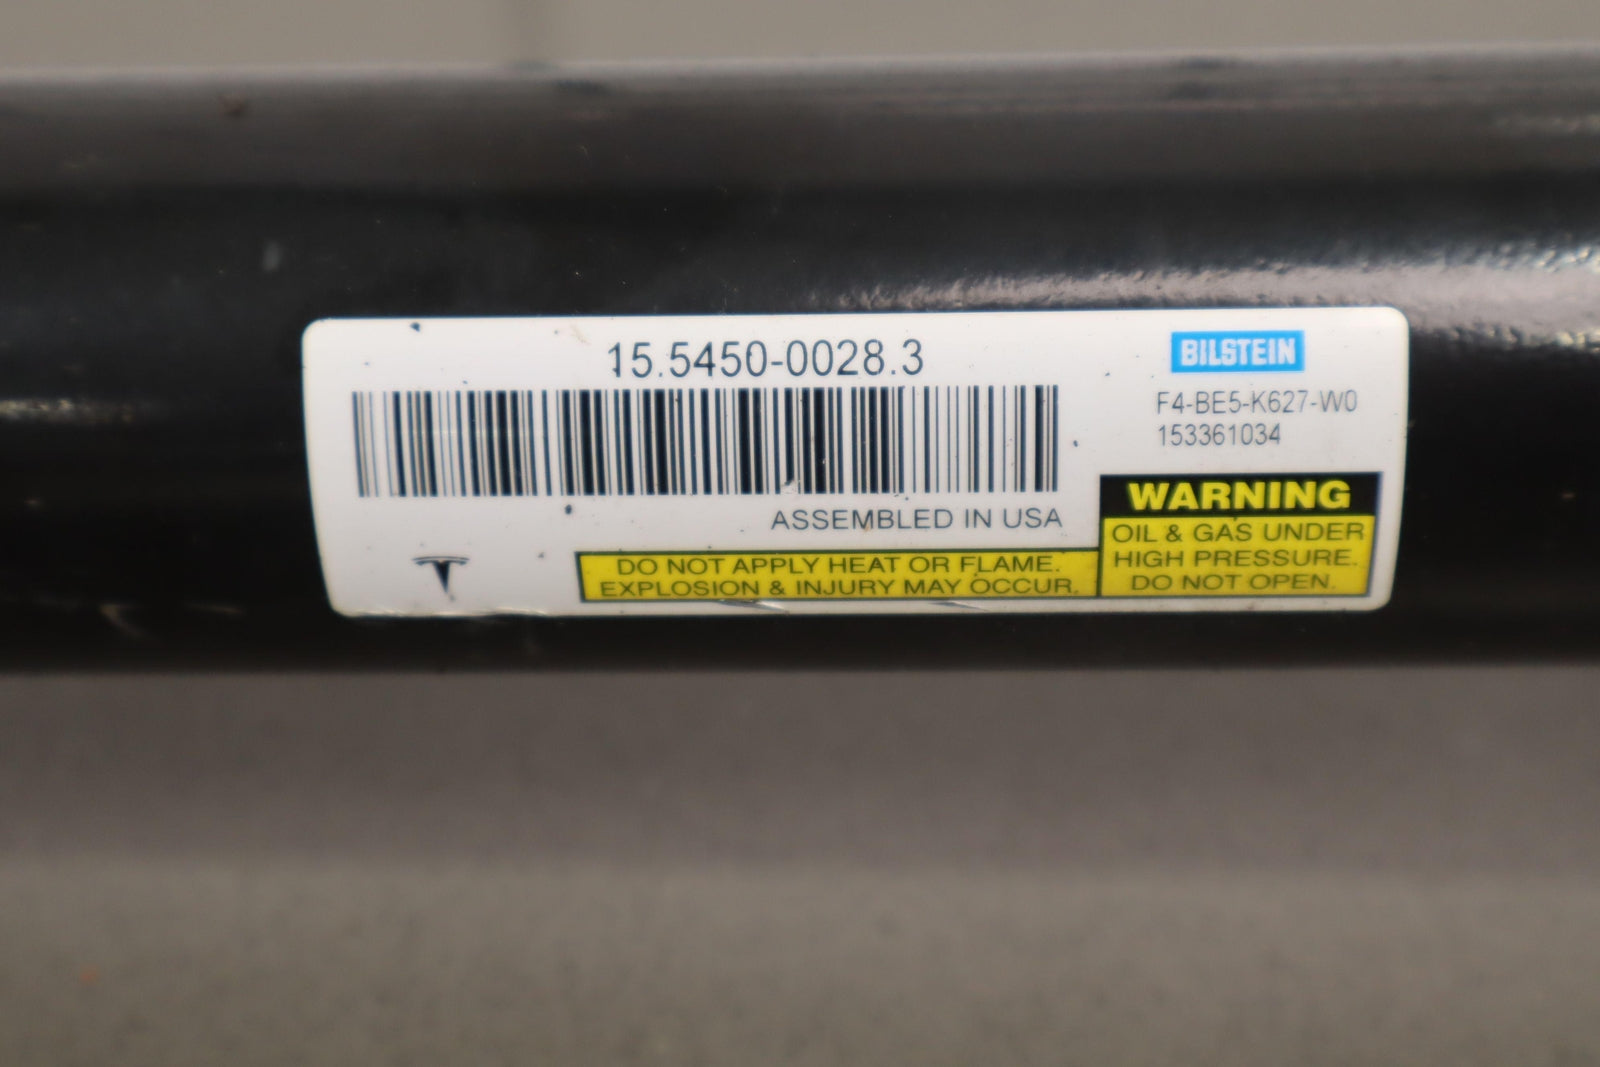 15.5450-0028.3
BILSTEIN
F4-BE5-K627-W0
153361034
ASSEMBLED IN USA
DO NOT APPLY HEAT OR FLAME.
EXPLOSION & INJURY MAY OCCUR.
WARNING
OIL & GAS UNDER
HIGH PRESSURE.
DO NOT OPEN.